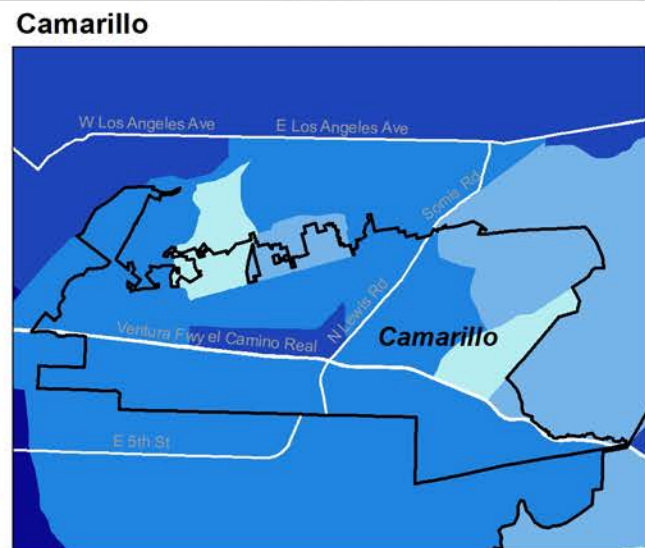 Camarillo
W Los Angeles Ave
E Los Angeles Ave
Somis Rd
N Lewis Rd
Ventura Fwy el Camino Real
Camarillo
E 5th St